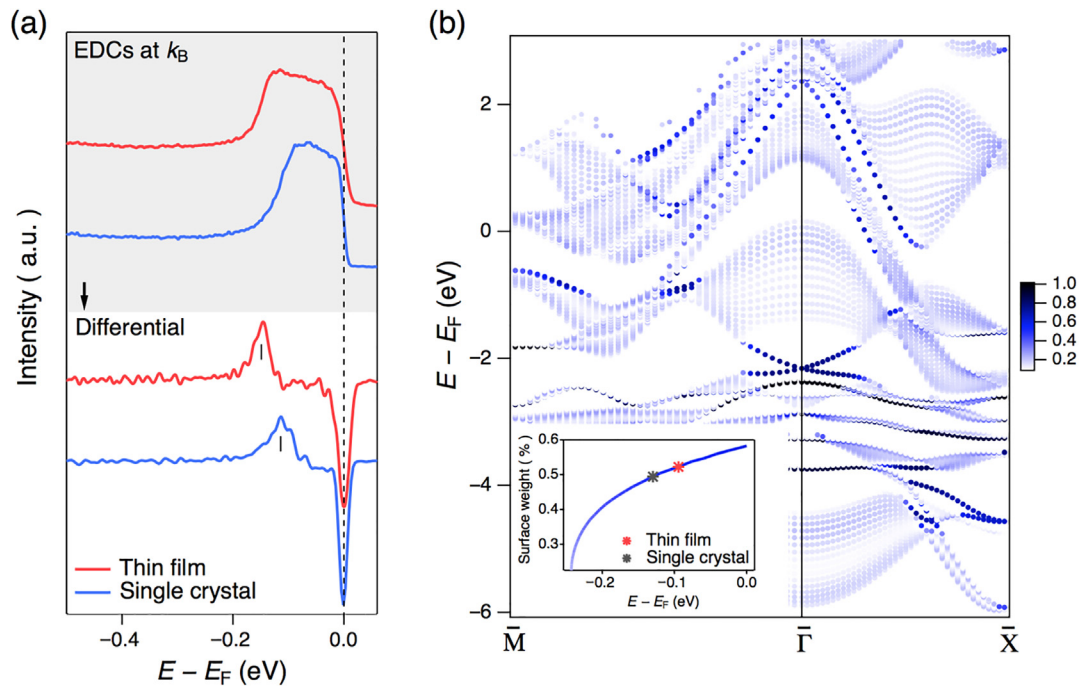 (a)
EDCs at kB
Intensity ( a.u. )
Differential
Thin film
Single crystal
−0.4
−0.2
0.0
E − EF (eV)
(b)
E − EF (eV)
2
0
−2
−4
−6
M̄
Γ̄
X̄
1.0
0.8
0.6
0.4
0.2
Surface weight ( % )
0.6
0.5
0.4
0.3
Thin film
Single crystal
−0.2
−0.1
0.0
E − EF (eV)